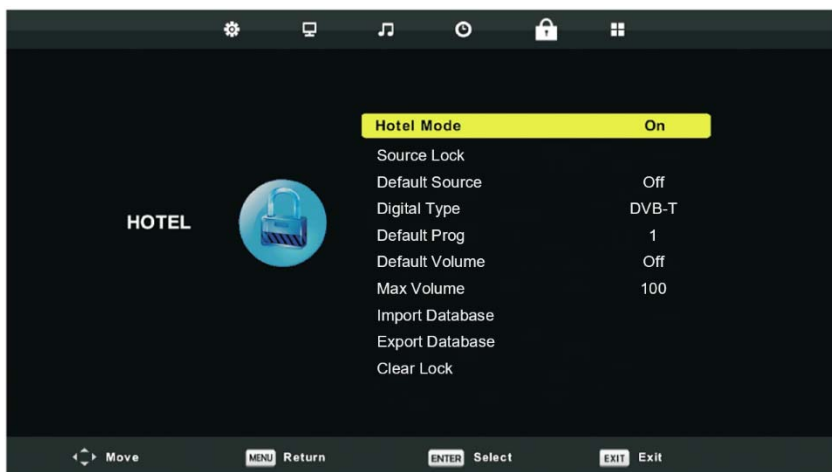 Hotel Mode On
Source Lock
Default Source Off
HOTEL
Digital Type DVB-T
Default Prog 1
Default Volume Off
Max Volume 100
Import Database
Export Database
Clear Lock
Move MENU Return ENTER Select EXIT Exit